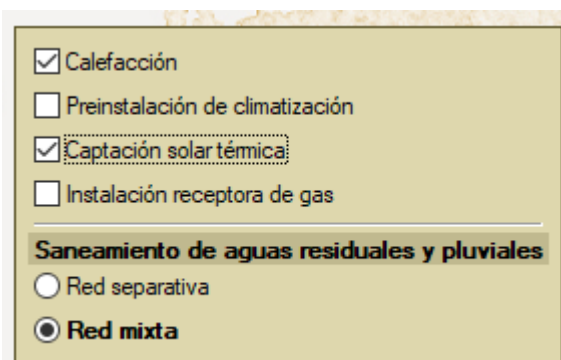 Calefacción
Preinstalación de climatización
Captación solar térmica
Instalación receptora de gas
Saneamiento de aguas residuales y pluviales
Red separativa
Red mixta